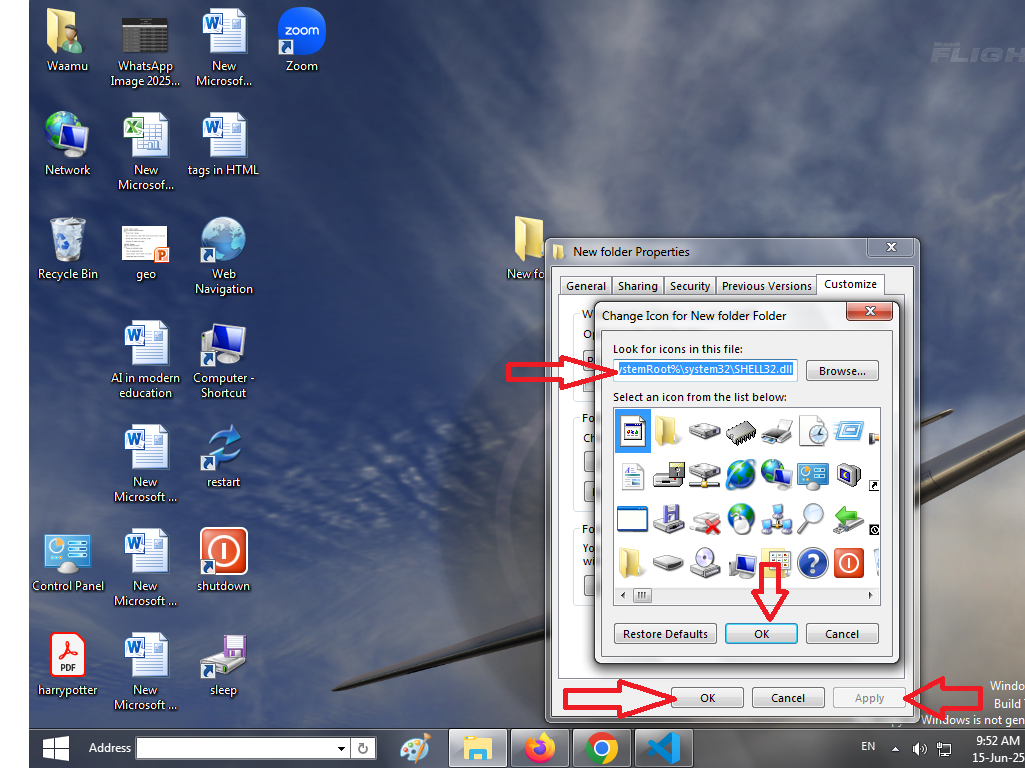 Waamu
WhatsApp
Image 2025...
New
Microsof...
zoom
Zoom
FLIGH
Network
New
Microsof...
tags in HTML
Recycle Bin
geo
Web
Navigation
New fo
AI in modern
education
Computer -
Shortcut
New
Microsoft ...
restart
Control Panel
New
Microsoft ...
shutdown
PDF
harrypotter
New
Microsoft ...
sleep
New folder Properties
General
Sharing
Security
Previous Versions
Customize
Change Icon for New folder Folder
Look for icons in this file:
ystemRoot%\system32\SHELL32.dll
Browse...
Select an icon from the list below:
Restore Defaults
OK
Cancel
OK
Cancel
Apply
Windo
Build
Windows is not gen
Address
EN
9:52 AM
15-Jun-25